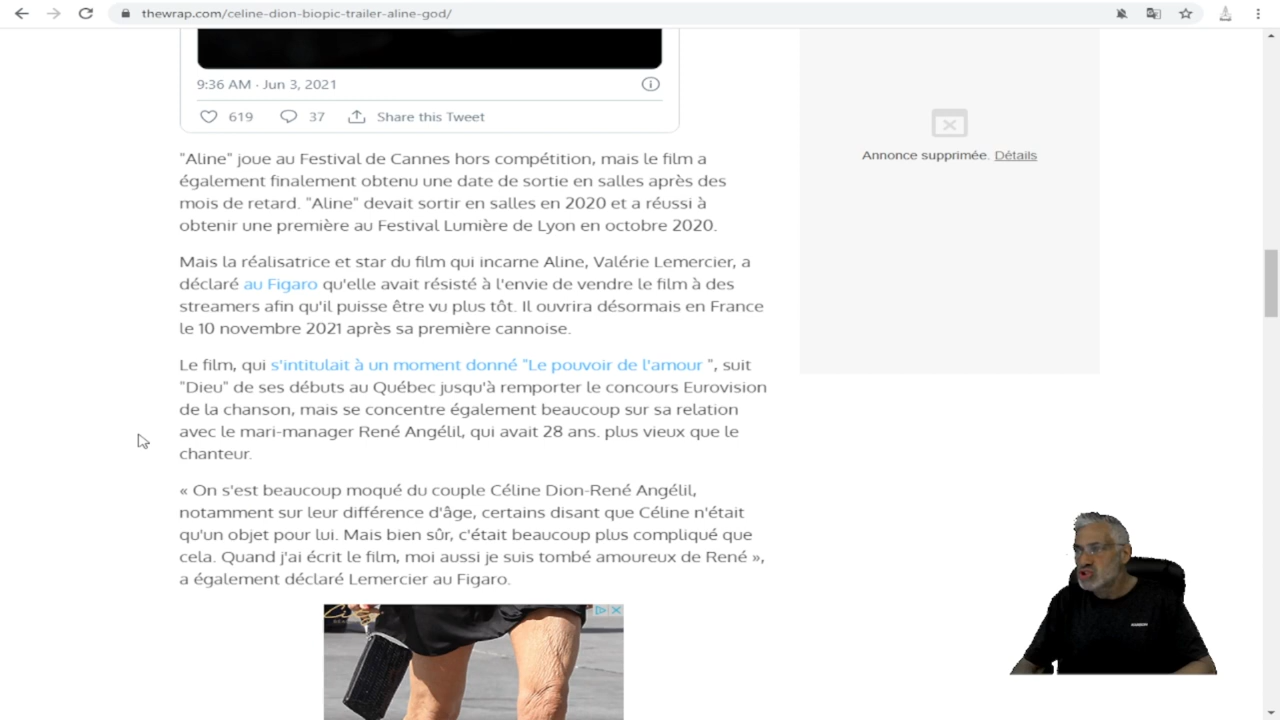 thewrap.com/celine-dion-biopic-trailer-aline-god/
9:36 AM · Jun 3, 2021
619 37 Share this Tweet
Annonce supprimée. Détails
"Aline" joue au Festival de Cannes hors compétition, mais le film a
également finalement obtenu une date de sortie en salles après des
mois de retard. "Aline" devait sortir en salles en 2020 et a réussi à
obtenir une première au Festival Lumière de Lyon en octobre 2020.
Mais la réalisatrice et star du film qui incarne Aline, Valérie Lemercier, a
déclaré au Figaro qu'elle avait résisté à l'envie de vendre le film à des
streamers afin qu'il puisse être vu plus tôt. Il ouvrira désormais en France
le 10 novembre 2021 après sa première cannoise.
Le film, qui s'intitulait à un moment donné "Le pouvoir de l'amour ", suit
"Dieu" de ses débuts au Québec jusqu'à remporter le concours Eurovision
de la chanson, mais se concentre également beaucoup sur sa relation
avec le mari-manager René Angélil, qui avait 28 ans. plus vieux que le
chanteur.
« On s'est beaucoup moqué du couple Céline Dion-René Angélil,
notamment sur leur différence d'âge, certains disant que Céline n'était
qu'un objet pour lui. Mais bien sûr, c'était beaucoup plus compliqué que
cela. Quand j'ai écrit le film, moi aussi je suis tombé amoureux de René »,
a également déclaré Lemercier au Figaro.